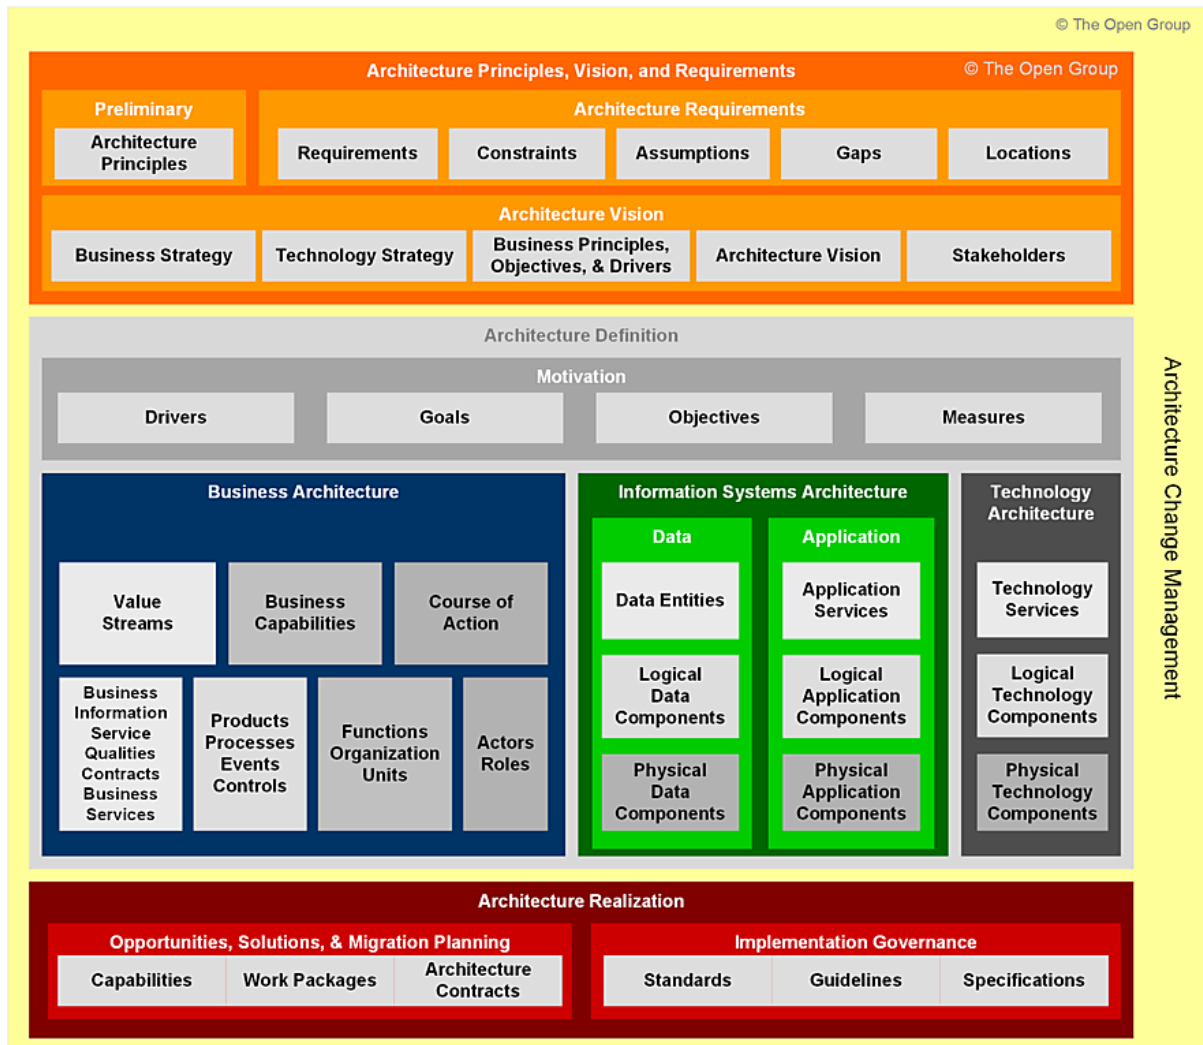 © The Open Group
Architecture Principles, Vision, and Requirements
© The Open Group
Preliminary
Architecture
Principles
Architecture Requirements
Requirements
Constraints
Assumptions
Gaps
Locations
Architecture Vision
Business Strategy
Technology Strategy
Business Principles,
Objectives, & Drivers
Architecture Vision
Stakeholders
Architecture Definition
Motivation
Drivers
Goals
Objectives
Measures
Business Architecture
Value
Streams
Business
Capabilities
Course of
Action
Business
Information
Service
Qualities
Contracts
Business
Services
Products
Processes
Events
Controls
Functions
Organization
Units
Actors
Roles
Information Systems Architecture
Data
Data Entities
Logical
Data
Components
Physical
Data
Components
Application
Application
Services
Logical
Application
Components
Physical
Application
Components
Technology
Architecture
Technology
Services
Logical
Technology
Components
Physical
Technology
Components
Architecture Realization
Opportunities, Solutions, & Migration Planning
Capabilities
Work Packages
Architecture
Contracts
Implementation Governance
Standards
Guidelines
Specifications
Architecture Change Management